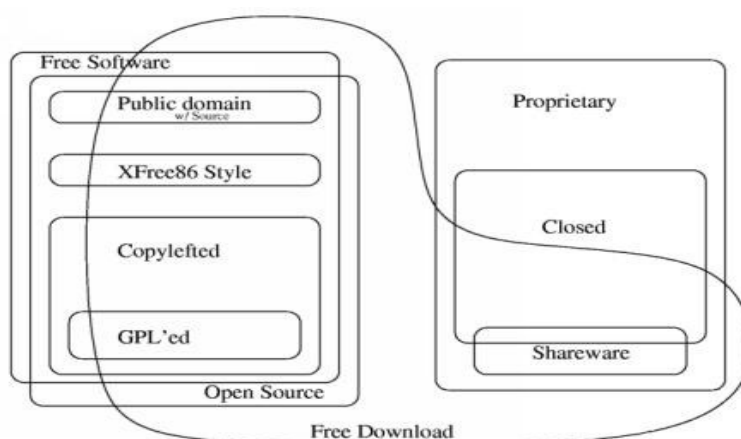 Free Software
Public domain
w/ Source
XFree86 Style
Copylefted
GPL'ed
Open Source
Proprietary
Closed
Shareware
Free Download